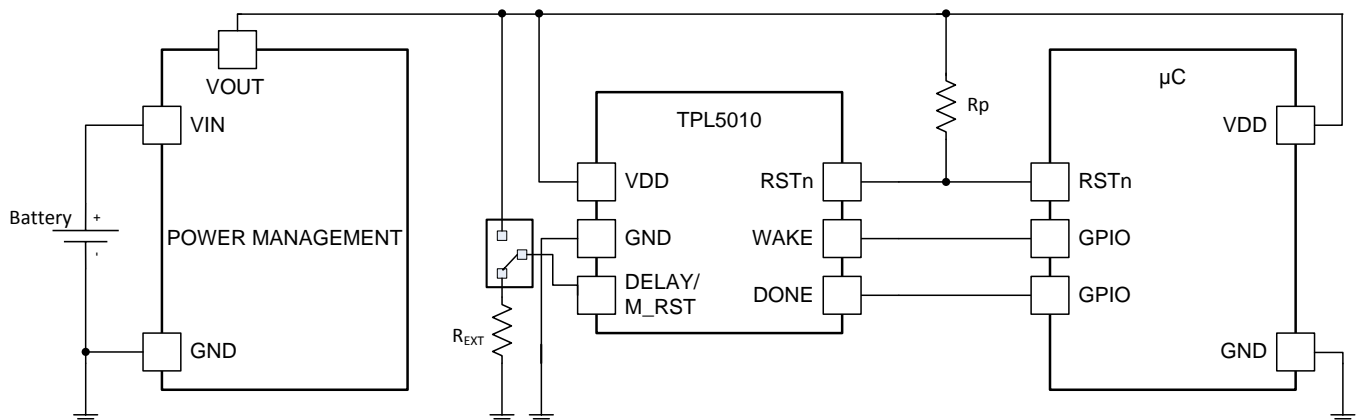 VOUT
VIN
Battery
+
-
POWER MANAGEMENT
GND
R_EXT
TPL5010
VDD
GND
DELAY/
M_RST
RSTn
WAKE
DONE
Rp
µC
VDD
RSTn
GPIO
GPIO
GND